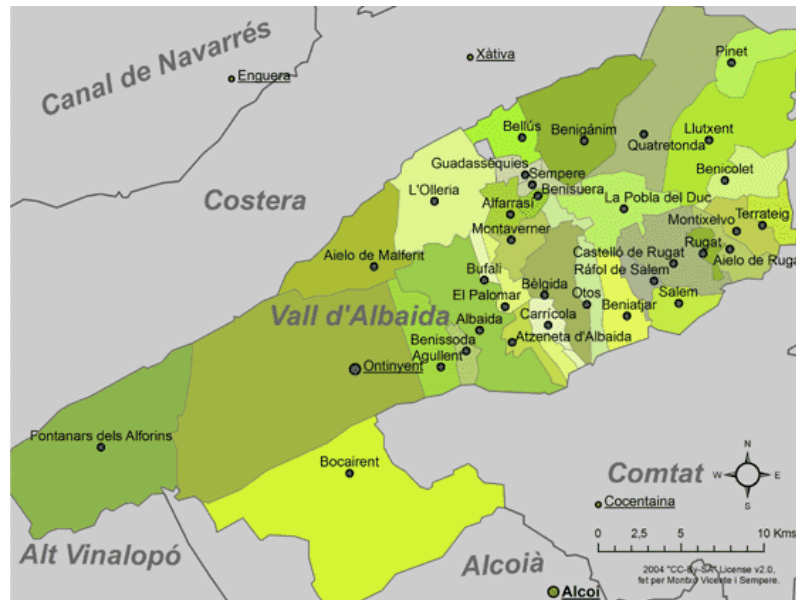 Canal de Navarrés
Enguera
Xàtiva
Pinet
Bellús
Benigánim
Quatretonda
Llutxent
Guadasséquies
Sempere
Benicolet
Benisuera
L'Olleria
Costera
Alfarrasí
La Pobla del Duc
Montixelvo
Terrateig
Montaverner
Castelló de Rugat
Rugat
Aielo de Malferit
Bufali
Ráfol de Salem
Aielo de Ruga
Bèlgida
El Palomar
Otos
Salem
Vall d'Albaida
Albaida
Carrícola
Beniatjar
Benissoda
Atzeneta d'Albaida
Agullent
Ontinyent
Fontanars dels Alforins
Bocairent
Comtat
N
W E
S
Cocentaina
0 2,5 5 10 Kms
Alt Vinalopó
Alcoià
2004 "CC-By-SA" License v2.0,
fet per Montxo Vicente i Sempere.
Alcoi